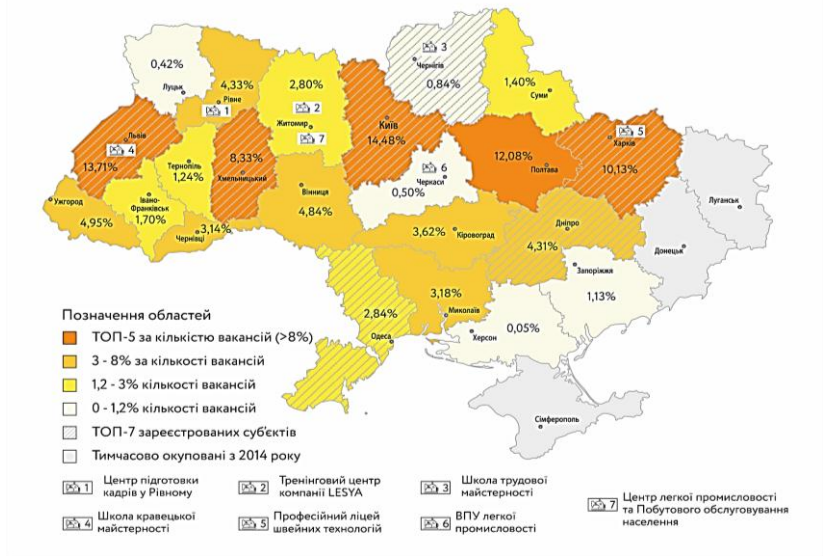 0,42%
Луцьк
4,33%
Рівне
1
2,80%
2
Житомир
7
Київ
14,48%
3
Чернігів
0,84%
1,40%
Суми
Львів
4
13,71%
Тернопіль
1,24%
8,33%
Хмельницький
Вінниця
4,84%
6
Черкаси
0,50%
12,08%
Полтава
5
Харків
10,13%
Ужгород
4,95%
Івано-
Франківськ
1,70%
3,14%
Чернівці
3,62%
Кіровоград
Дніпро
4,31%
Луганськ
Донецьк
Запоріжжя
1,13%
2,84%
Одеса
3,18%
Миколаїв
0,05%
Херсон
Сімферополь
Позначення областей
ТОП-5 за кількістю вакансій (>8%)
3 - 8% за кількості вакансій
1,2 - 3% кількості вакансій
0 - 1,2% кількості вакансій
ТОП-7 зареєстрованих суб'єктів
Тимчасово окуповані з 2014 року
1 Центр підготовки
кадрів у Рівному
2 Тренінговий центр
компанії LESYA
3 Школа трудової
майстерності
4 Школа кравецької
майстерності
5 Професійний ліцей
швейних технологій
6 ВПУ легкої
промисловості
7 Центр легкої промисловості
та Побутового обслуговування
населення